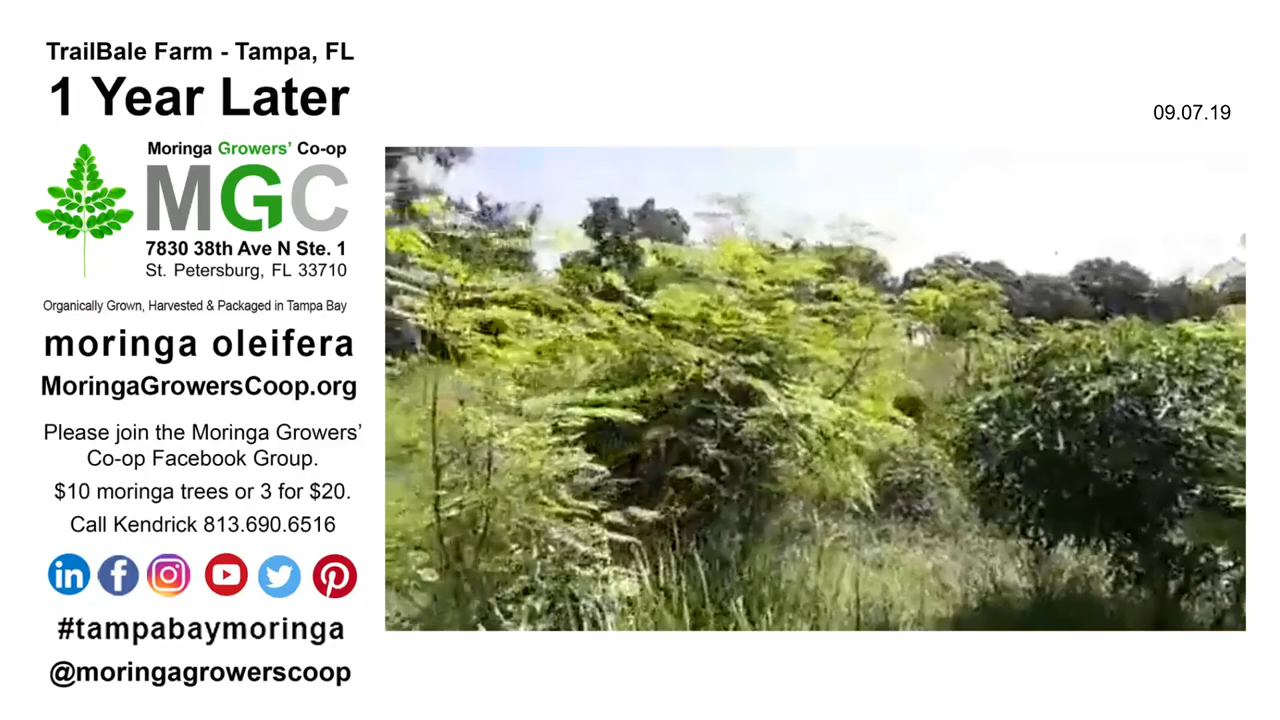 TrailBale Farm - Tampa, FL
1 Year Later
Moringa Growers' Co-op
MGC
7830 38th Ave N Ste. 1
St. Petersburg, FL 33710
Organically Grown, Harvested & Packaged in Tampa Bay
moringa oleifera
MoringaGrowersCoop.org
Please join the Moringa Growers'
Co-op Facebook Group.
$10 moringa trees or 3 for $20.
Call Kendrick 813.690.6516
#tampabaymoringa
@moringagrowerscoop
09.07.19